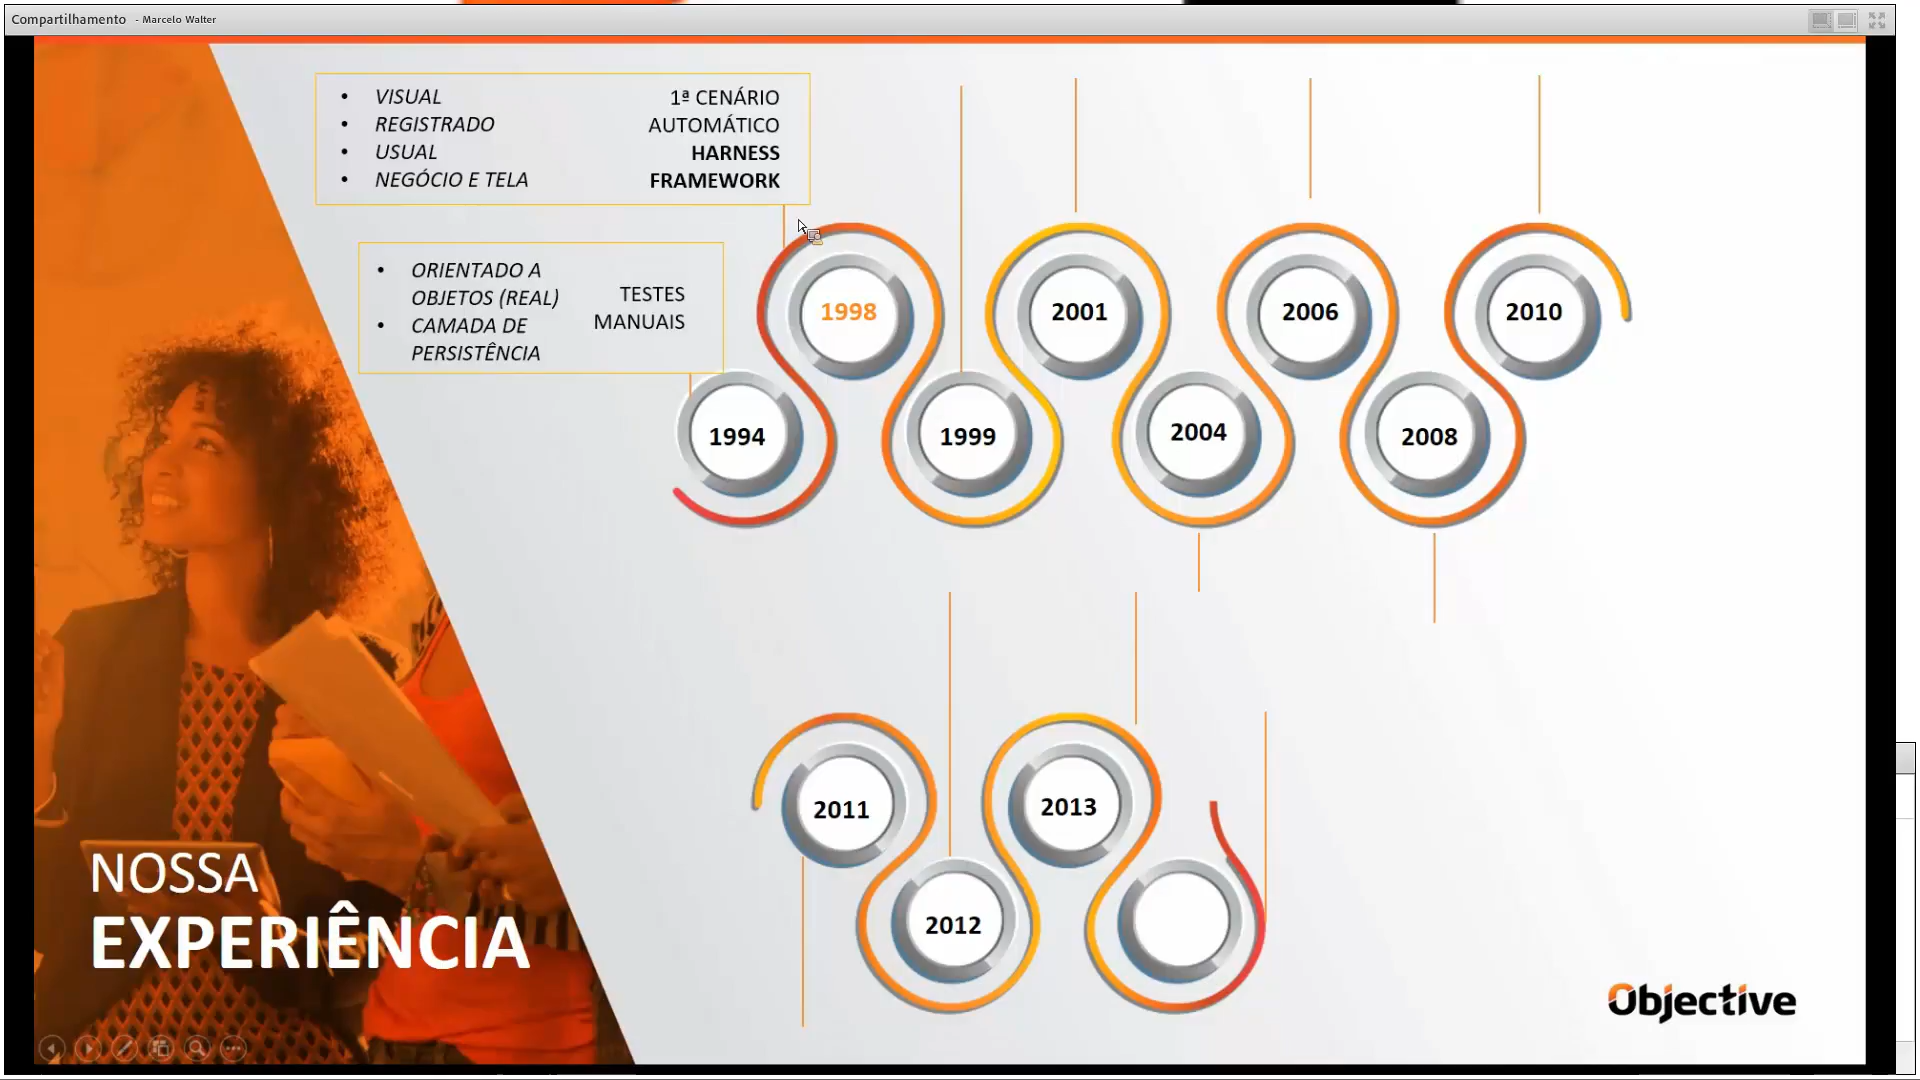 Compartilhamento - Marcelo Walter
• VISUAL
• REGISTRADO
• USUAL
• NEGÓCIO E TELA
1ª CENÁRIO
AUTOMÁTICO
HARNESS
FRAMEWORK
• ORIENTADO A
OBJETOS (REAL)
• CAMADA DE
PERSISTÊNCIA
TESTES
MANUAIS
1998
2001
2006
2010
1994
1999
2004
2008
2011
2013
2012
NOSSA
EXPERIÊNCIA
Objective